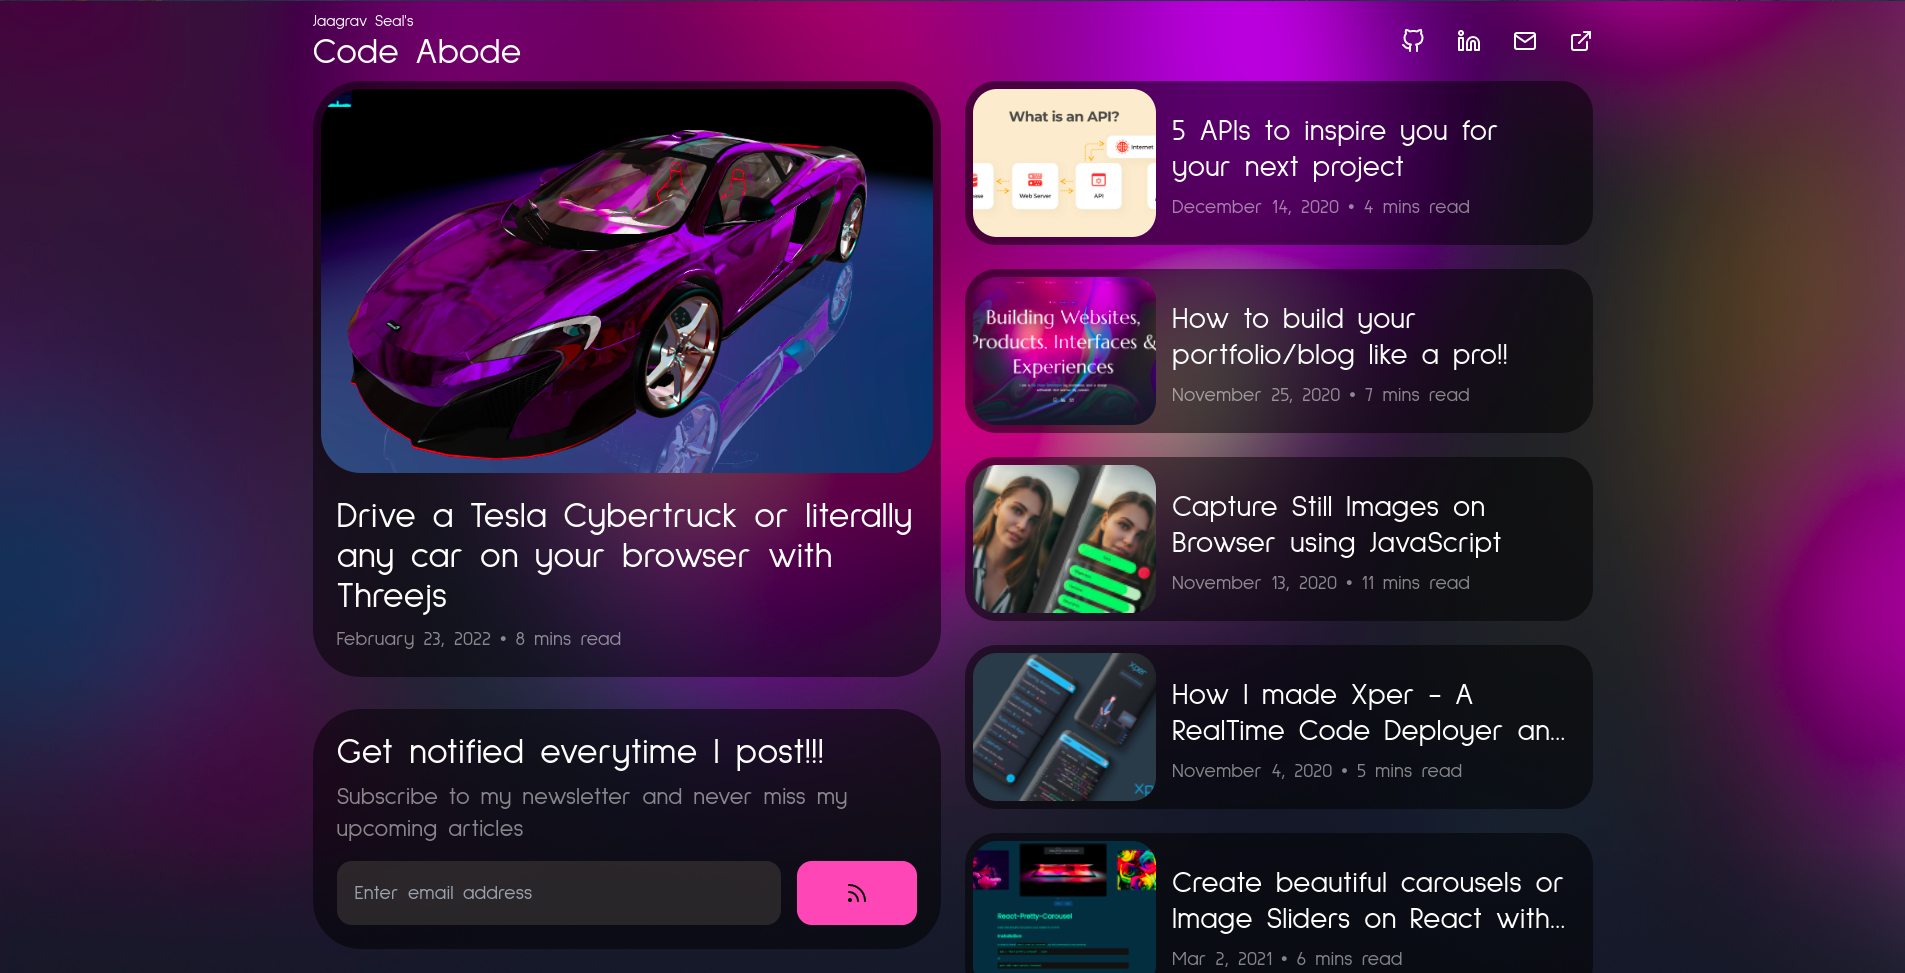 Jaagrav Seal's
Code Abode
Drive a Tesla Cybertruck or literally
any car on your browser with
Threejs
February 23, 2022 • 8 mins read
Get notified everytime I post!!!
Subscribe to my newsletter and never miss my
upcoming articles
Enter email address
What is an API?
Internet
Web Server
API
5 APIs to inspire you for
your next project
December 14, 2020 • 4 mins read
Building Websites,
Products, Interfaces &
Experiences
How to build your
portfolio/blog like a pro!!
November 25, 2020 • 7 mins read
Capture Still Images on
Browser using JavaScript
November 13, 2020 • 11 mins read
Xper
Xp
How I made Xper - A
RealTime Code Deployer an...
November 4, 2020 • 5 mins read
React-Pretty-Carousel
Installation
Create beautiful carousels or
Image Sliders on React with...
Mar 2, 2021 • 6 mins read